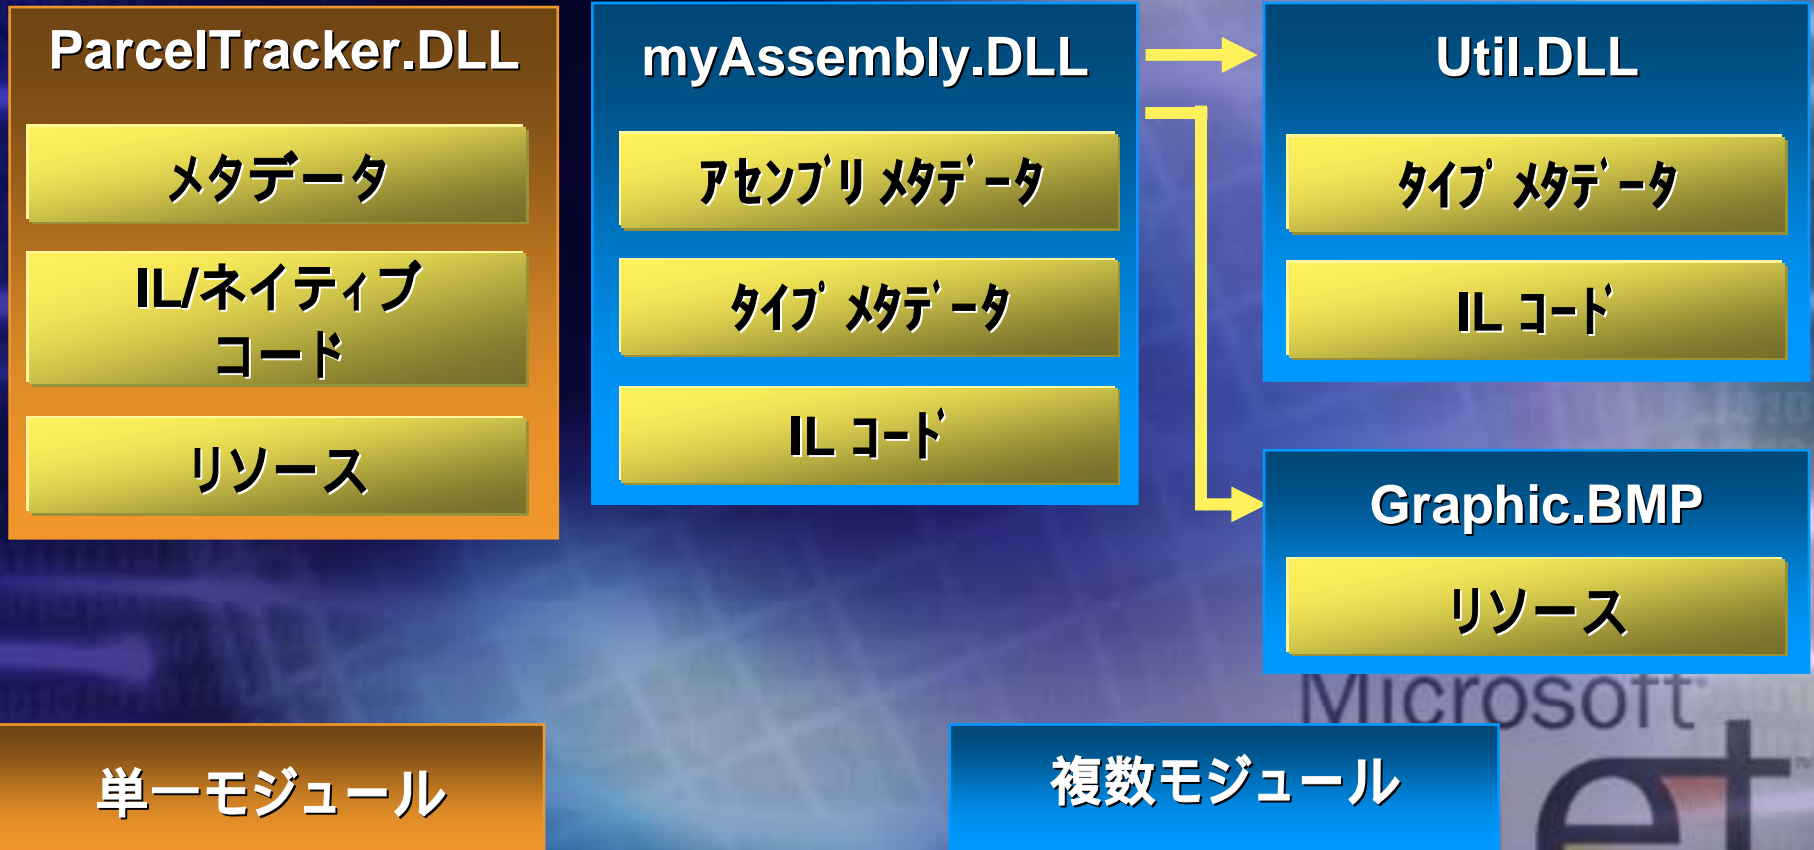 ParcelTracker.DLL
メタデータ
IL/ネイティブ
コード
リソース
myAssembly.DLL
アセンブリ メタデータ
タイプ メタデータ
IL コード
Util.DLL
タイプ メタデータ
IL コード
Graphic.BMP
リソース
単一モジュール
複数モジュール
Microsoft
et